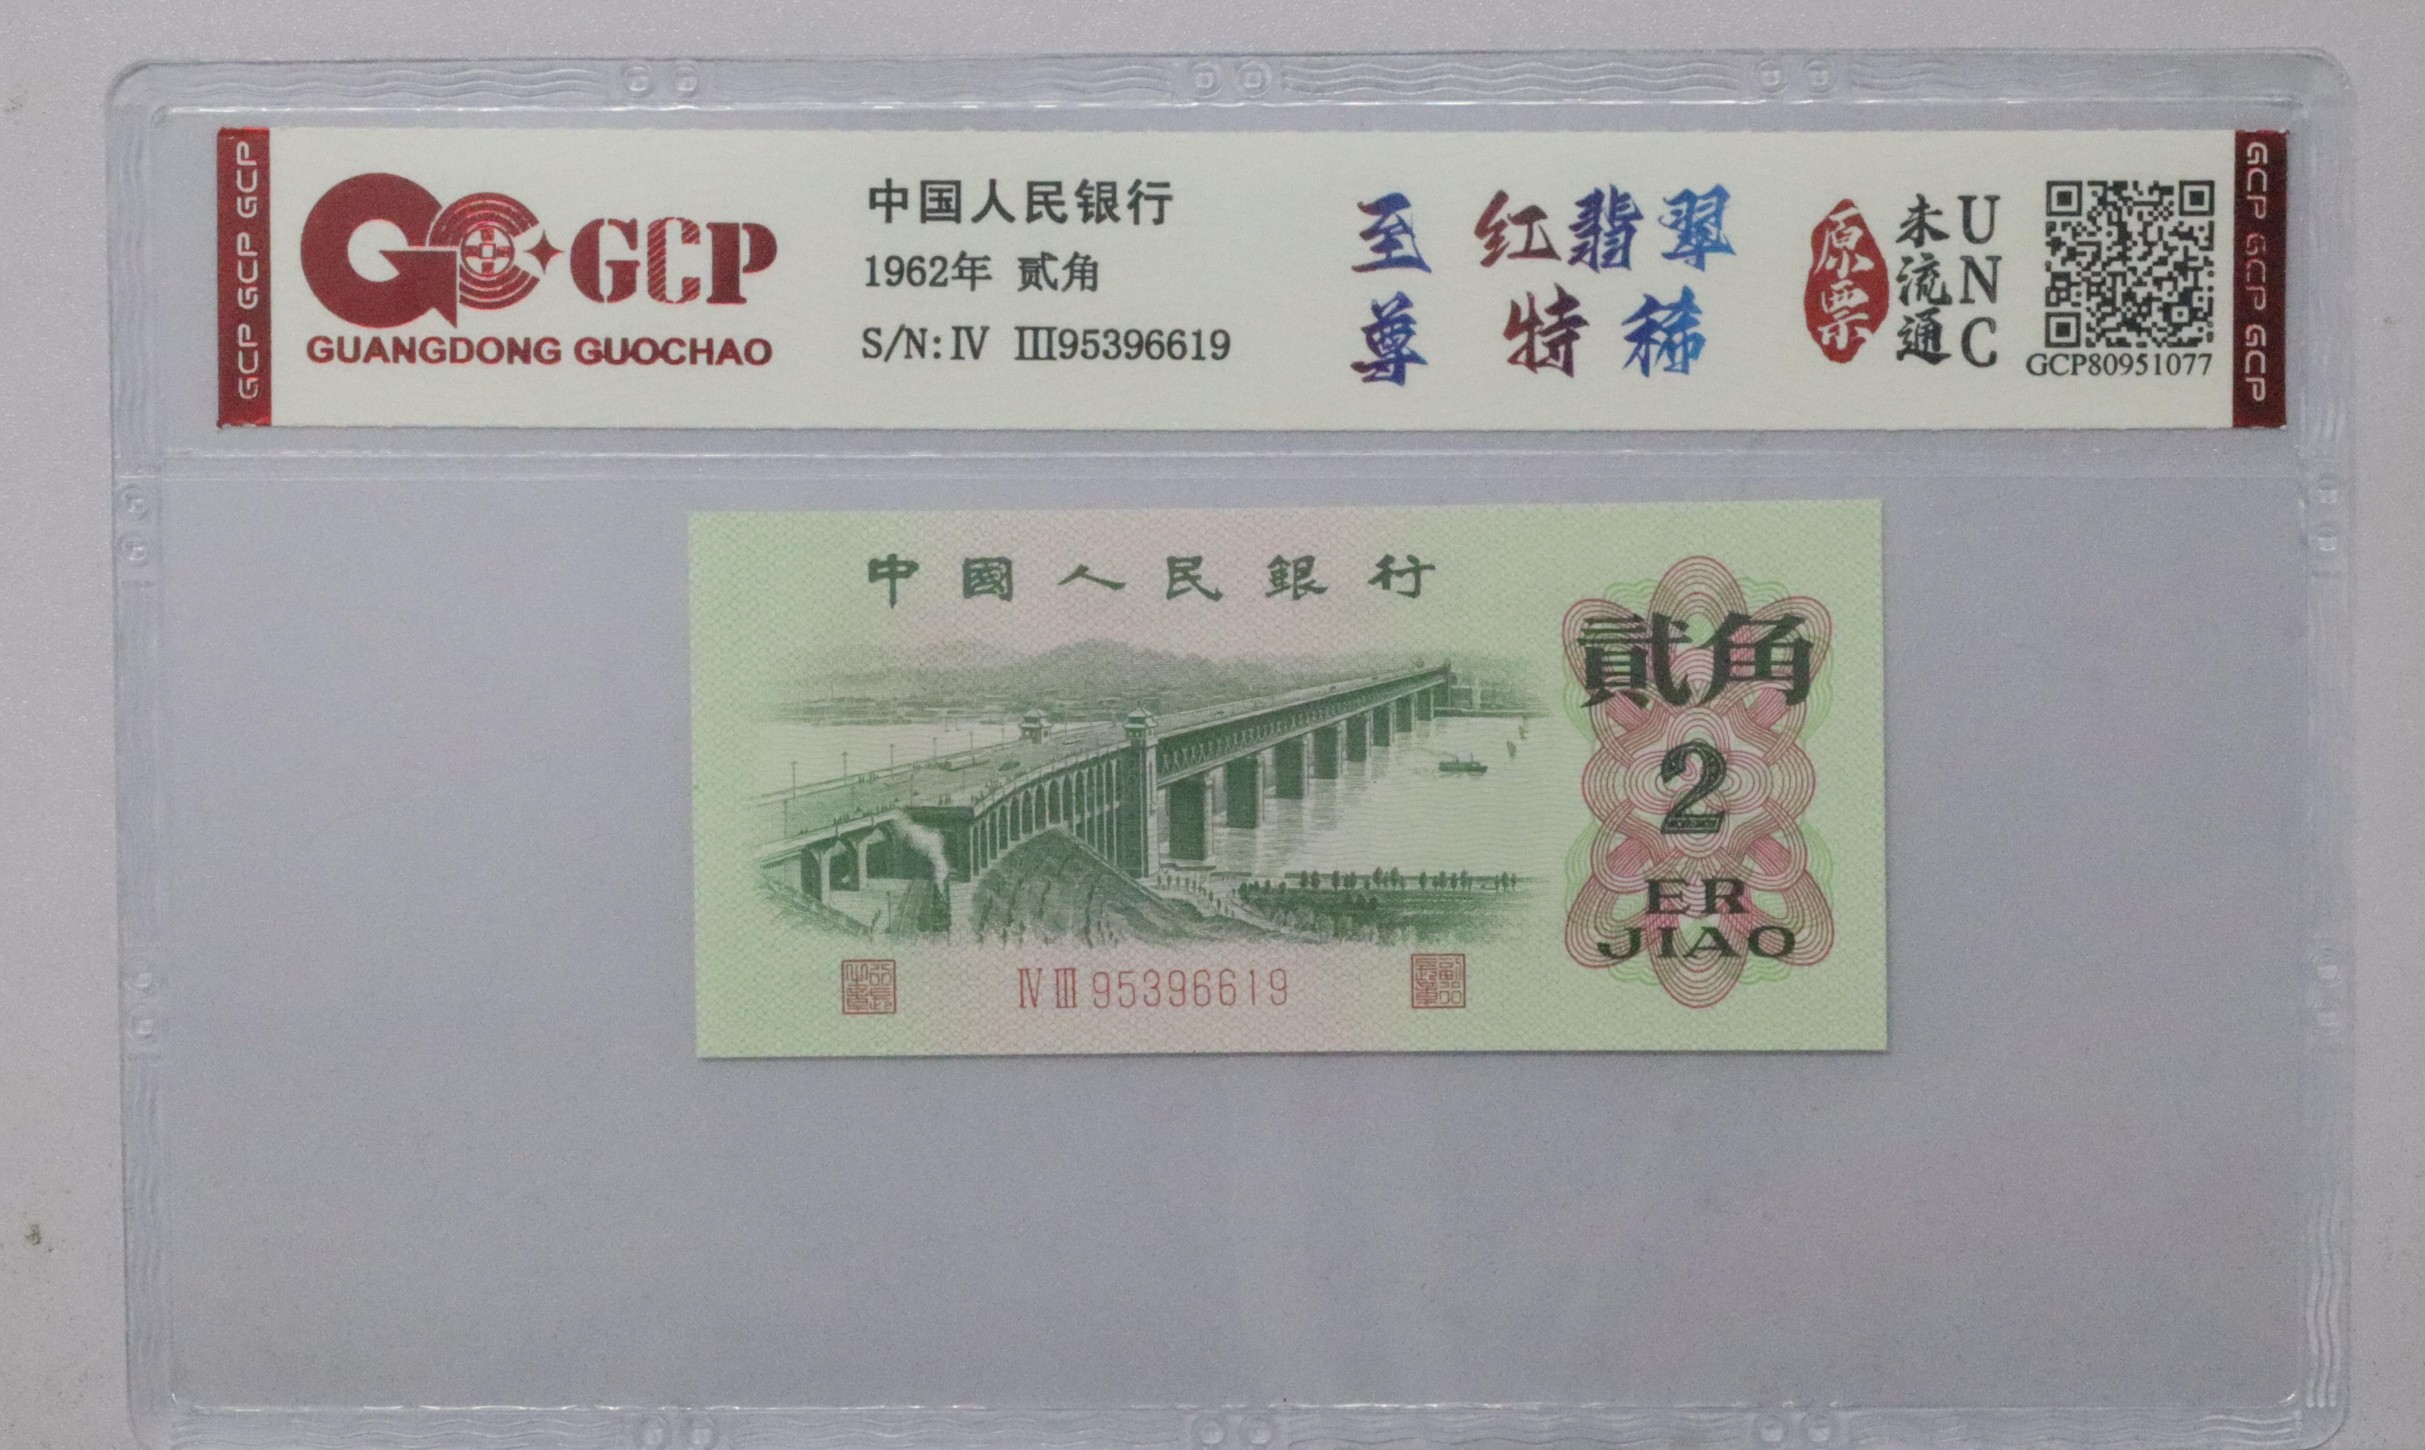 GCP GCP GCP
GCP
GUANGDONG GUOCHAO
中国人民银行
1962年 贰角
S/N:IV III95396619
至尊
红翡翠
特稀
原票
未流通
UNC
GCP80951077
GCP GCP GCP
中國人民銀行
貳角
2
ER
JIAO
IV III 95396619